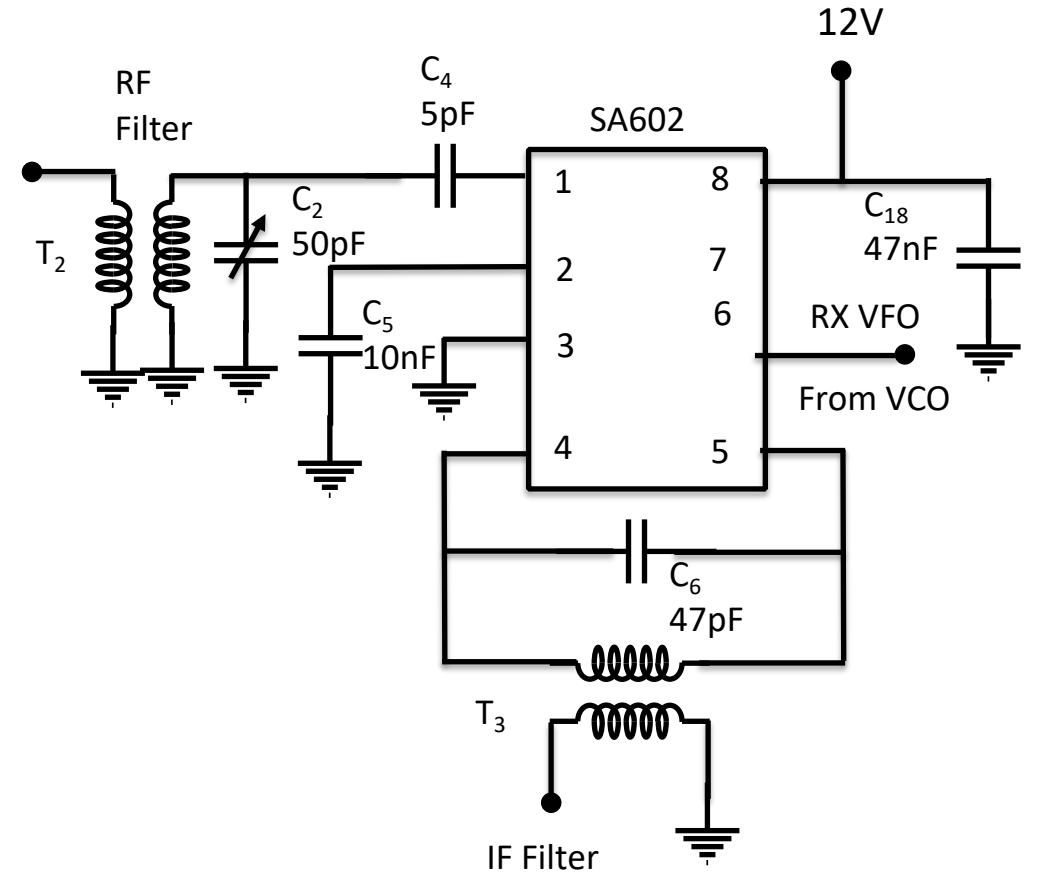 12V
RF
Filter
C4
5pF
SA602
1
8
C2
50pF
C18
47nF
T2
2
7
C5
10nF
3
6
RX VFO
From VCO
4
5
C6
47pF
T3
IF Filter